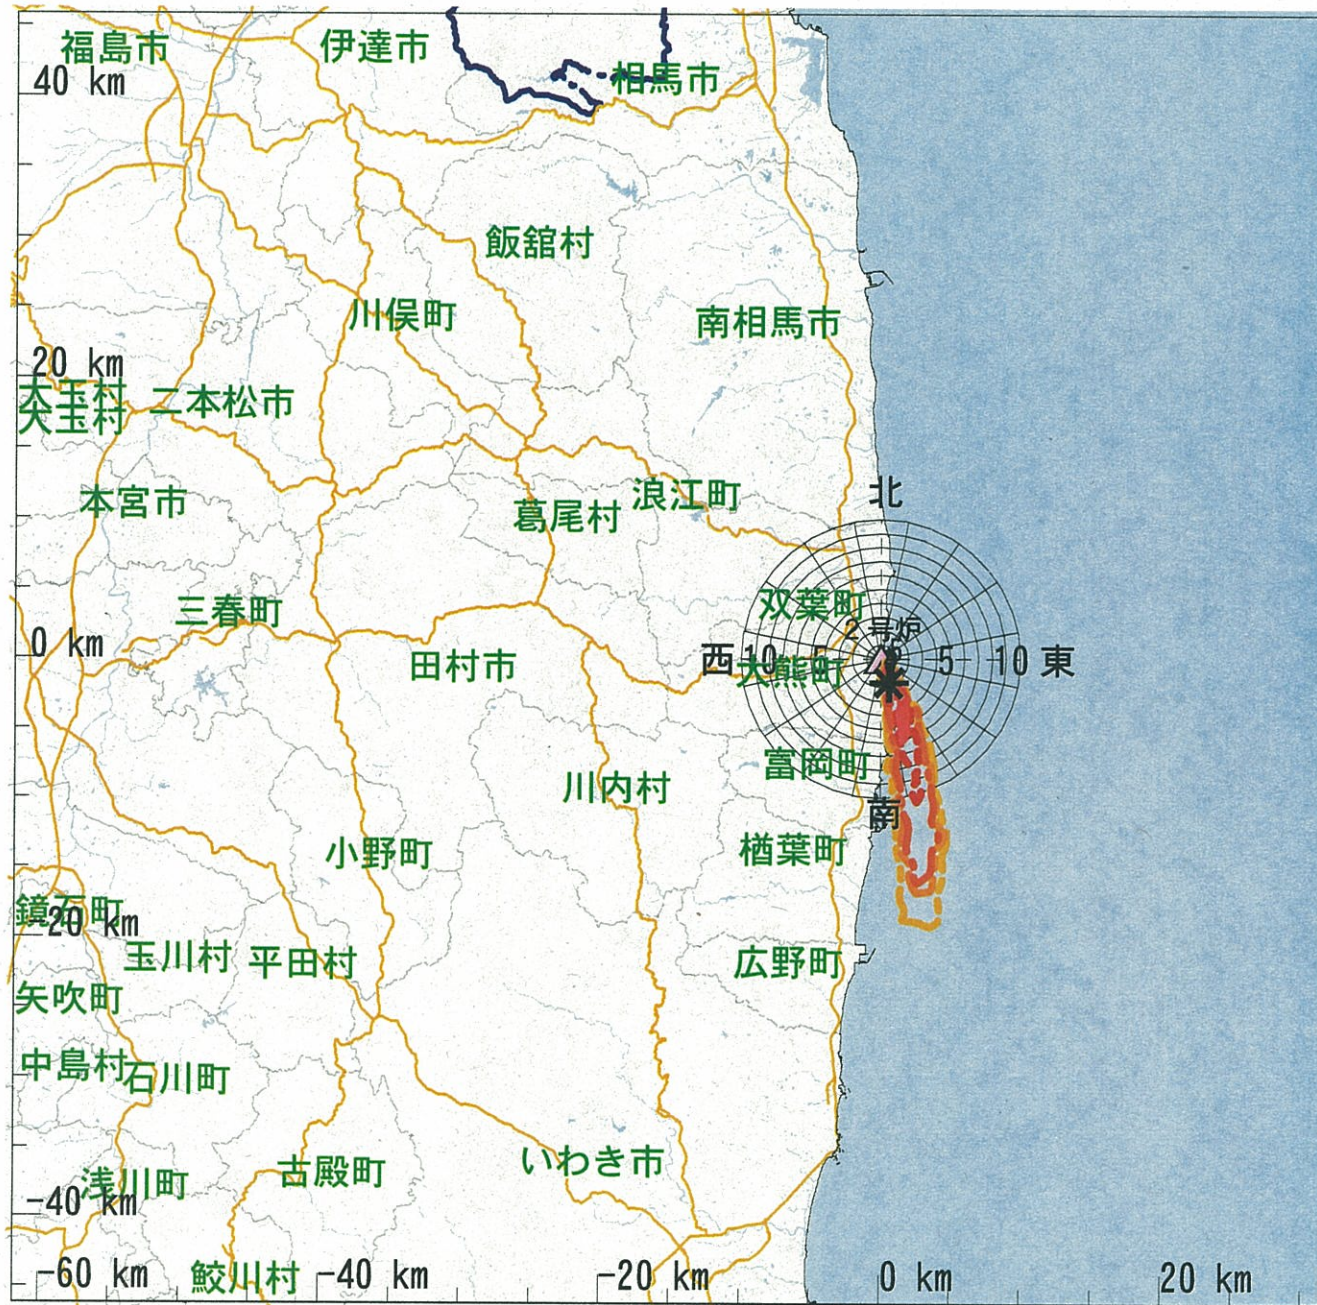 福島市
伊達市
40 km
相馬市
飯舘村
川俣町
南相馬市
20 km
大玉村
大玉村
二本松市
本宮市
葛尾村
浪江町
北
三春町
双葉町
2号炉
0 km
田村市
西
10
5
大熊町
5
10
東
富岡町
川内村
南
小野町
楢葉町
鏡石町
-20 km
玉川村
平田村
広野町
矢吹町
中島村
石川町
いわき市
古殿町
浅川町
-40 km
鮫川村
-60 km
-40 km
-20 km
0 km
20 km